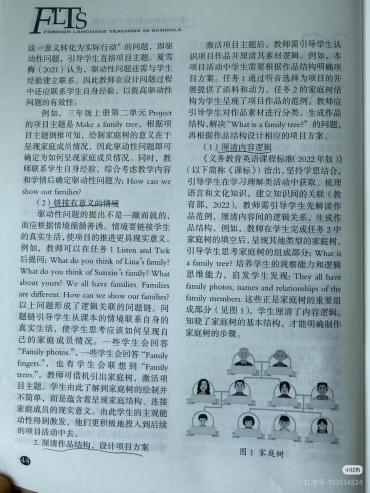 FLTS
FOREIGN LANGUAGE TEACHING IN SCHOOLS
这一意义转化为实际行动”的问题，即驱
动性问题，引导学生直指项目主题。夏雪
梅（2021）认为，驱动性问题还需与学生
经验建立联系。因此教师在设计问题过程
中还应联系学生自身经验，以提高驱动性
问题的有效性。
例如，三年级上册第二单元 Project
的项目主题是 Make a family tree，根据项
目主题倒推可知，绘制家庭树的意义在于
呈现家庭成员情况，因此驱动性问题即可
确定为如何呈现家庭成员情况。同时，教
师联系学生自身经验，综合考虑教学内容
和学情后确定驱动性问题为：How can we
show our families?
（2）链接有意义的情境
驱动性问题的提出不是一蹴而就的，
而应根据情境循循善诱。情境要链接学生
的真实生活，使项目的推进更具现实意义。
例如，教师可以在任务 1 Listen and Tick
后提问：What do you think of Lina’s family?
What do you think of Sunxin’s family? What
about yours? We all have families. Families
are different. How can we show our families?
以上问题形成了逻辑关联的问题链。问
题链引导学生从课本的情境联系自身的
真实生活，使学生思考应该如何呈现自
己的家庭成员情况。一些学生会回答
“Family photos.”，一些学生会回答“Family
fingers.”，也有学生会联想到“Family
trees.”。教师可借机引出家庭树，激活项
目主题。学生由此了解到家庭树的绘制并
不简单，而是蕴含着呈现家庭结构、连接
家庭成员的现实意义。由此学生的主观能
动性得到激发，他们更积极地投入到后续
的项目活动中去。
2. 厘清作品结构，设计项目方案
44
激活项目主题后，教师需引导学生认
识项目作品并厘清其素材逻辑。例如，本
项目活动中学生需要根据作品结构明确项
目方案。任务 1 通过听音选择为项目的开
展提供了语料和动力，任务 2 的家庭树结
构为学生呈现了项目作品的范例。教师应
引导学生对作品素材进行分类，生成作品
结构，解决“What is a family tree?”的问题，
再根据作品结构设计相应的项目方案。
（1）厘清内容逻辑
《义务教育英语课程标准（2022 年版）》
（以下简称《课标》）指出，坚持学思结合，
引导学生在学习理解类活动中获取、梳理
语言和文化知识，建立知识间的关联（教
育部，2022）。教师需引导学生先解读作
品范例，厘清内容间的逻辑关系，生成作
品结构。例如，教师在学生完成任务 2 中
家庭树的填空后，呈现其他类型的家庭树，
引导学生思考家庭树的组成部分：What is
a family tree? 培养学生的观察能力和逻辑
思维能力，启发学生发现：They all have
family photos, names and relationships of the
family members. 这些正是家庭树的重要组
成部分（见图 1）。学生厘清了内容逻辑，
知晓了家庭树的基本结构，才能明确制作
家庭树的步骤。
图 1 家庭树
小红书
小红书号：103534824